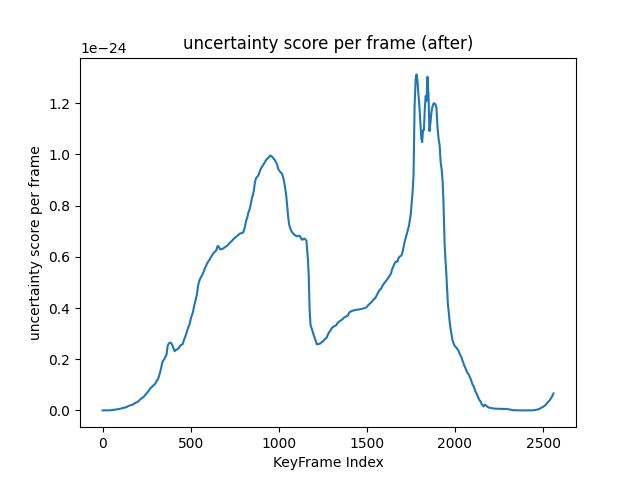 uncertainty score per frame (after)
1e−24
uncertainty score per frame
1.2
1.0
0.8
0.6
0.4
0.2
0.0
0 500 1000 1500 2000 2500
KeyFrame Index